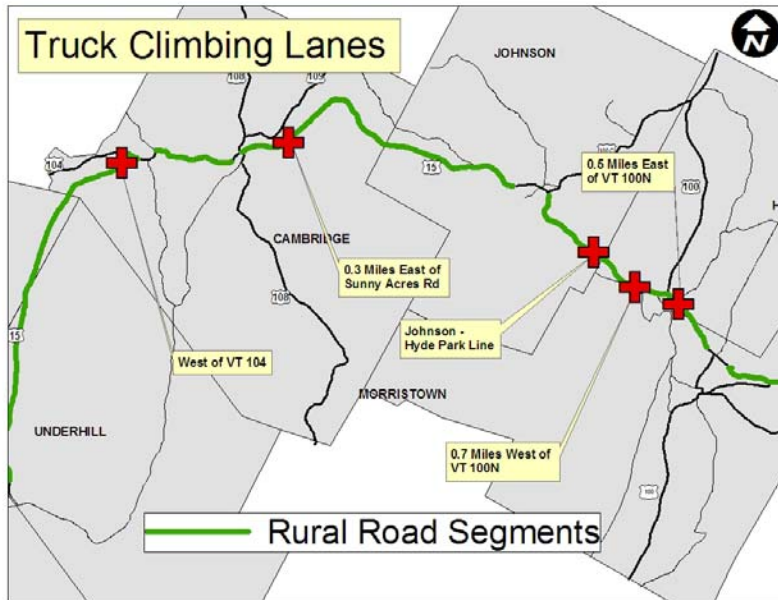 Truck Climbing Lanes
N
JOHNSON
108
109
104
15
100
0.5 Miles East
of VT 100N
CAMBRIDGE
0.3 Miles East of
Sunny Acres Rd
108
15
Johnson -
Hyde Park Line
West of VT 104
MORRISTOWN
UNDERHILL
0.7 Miles West of
VT 100N
100
H
Rural Road Segments